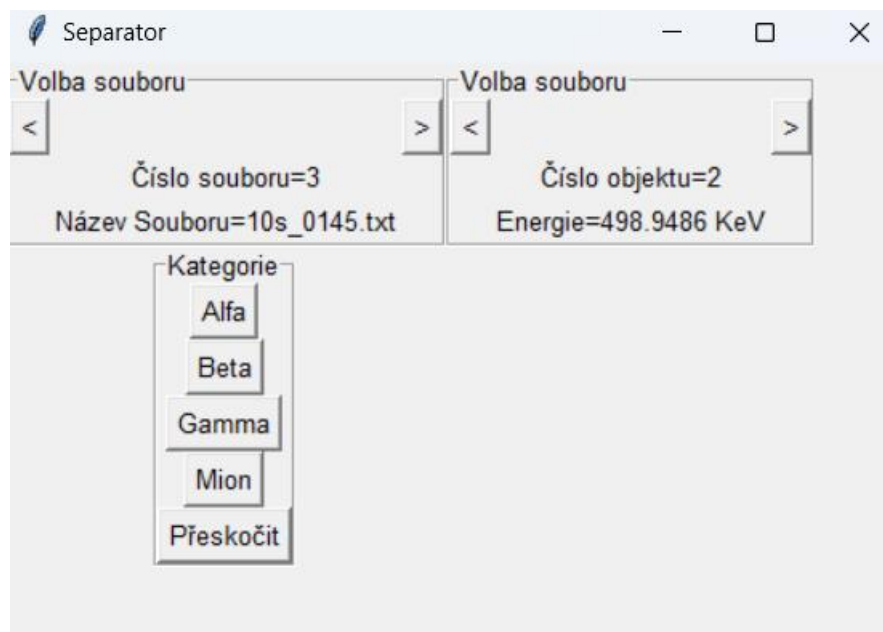 Separator
Volba souboru
< >
Číslo souboru=3
Název Souboru=10s_0145.txt
Volba souboru
< >
Číslo objektu=2
Energie=498.9486 KeV
Kategorie
Alfa
Beta
Gamma
Mion
Přeskočit